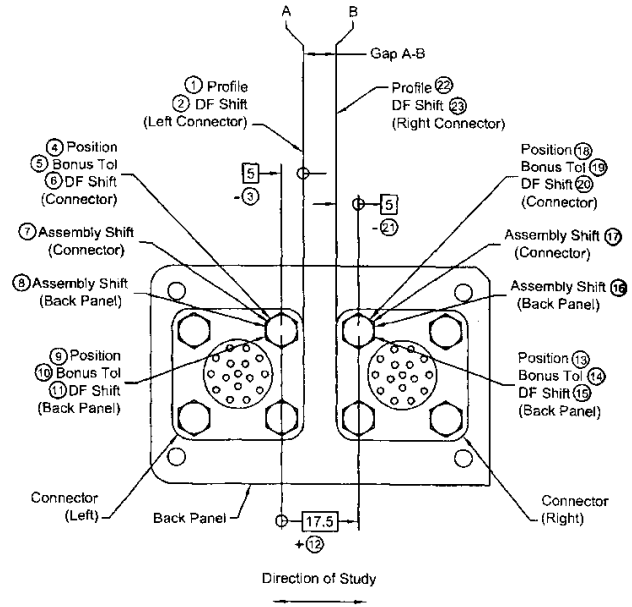 A B
Gap A-B
① Profile
② DF Shift
(Left Connector)
Profile ㉒
DF Shift ㉓
(Right Connector)
④ Position
⑤ Bonus Tol
⑥ DF Shift
(Connector)
5
-③
5
-㉑
Position ⑱
Bonus Tol ⑲
DF Shift ⑳
(Connector)
⑦ Assembly Shift
(Connector)
Assembly Shift ⑰
(Connector)
⑧ Assembly Shift
(Back Panel)
Assembly Shift ⑯
(Back Panel)
⑨ Position
⑩ Bonus Tol
⑪ DF Shift
(Back Panel)
Position ⑬
Bonus Tol ⑭
DF Shift ⑮
(Back Panel)
Connector
(Left)
Back Panel
17.5
+⑫
Connector
(Right)
Direction of Study